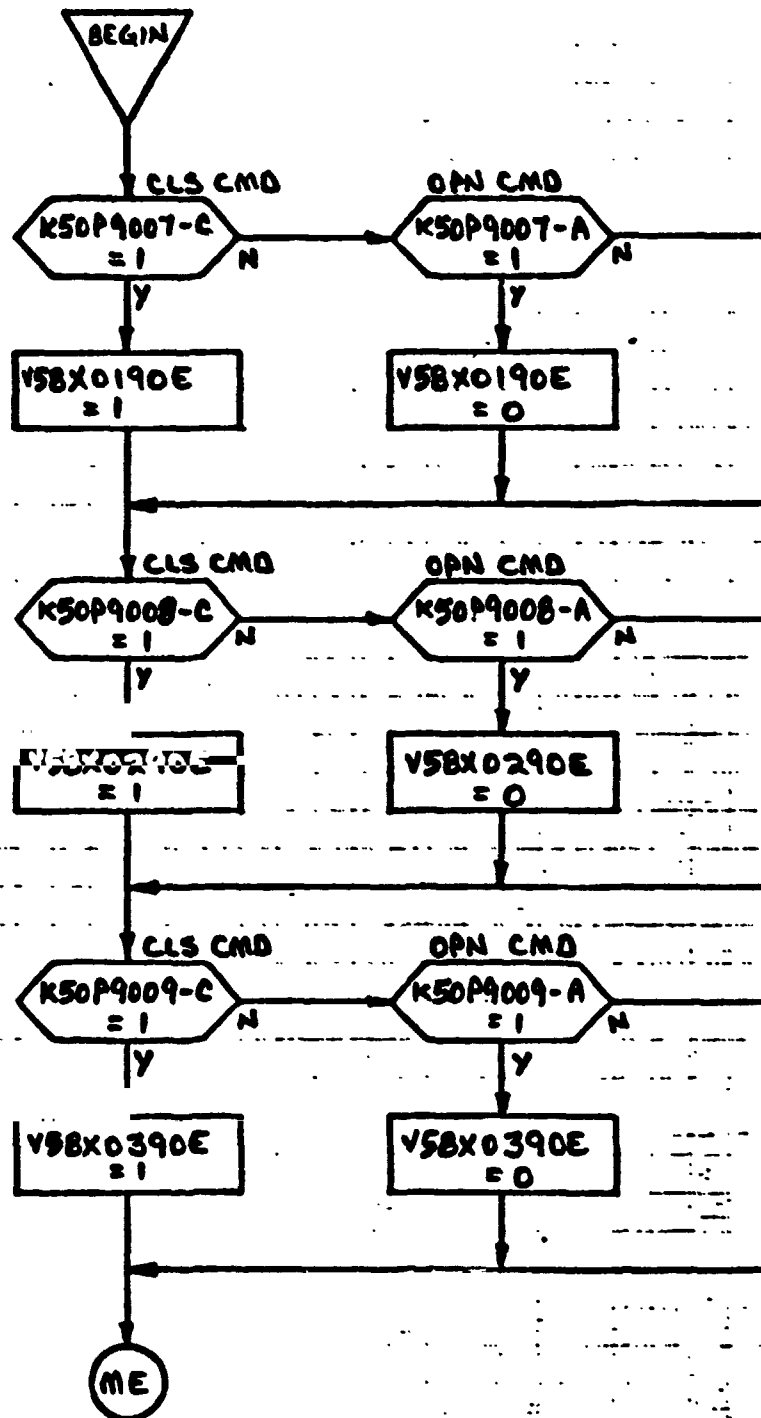 BEGIN
CLS CMD
OPN CMD
K50P9007-C
= 1
N
Y
K50P9007-A
= 1
N
Y
V58X0190E
= 1
V58X0190E
= 0
CLS CMD
OPN CMD
K50P9008-C
= 1
N
Y
K50P9008-A
= 1
N
Y
V58X0290E
= 1
V58X0290E
= 0
CLS CMD
OPN CMD
K50P9009-C
= 1
N
Y
K50P9009-A
= 1
N
Y
V58X0390E
= 1
V58X0390E
= 0
ME